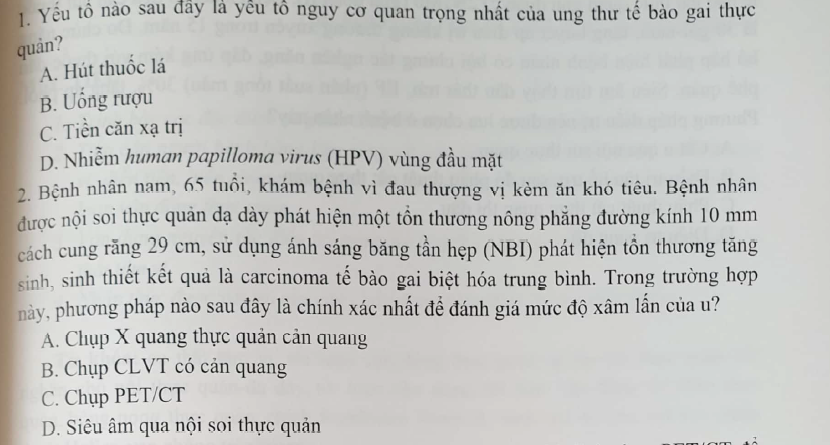 1. Yếu tố nào sau đây là yếu tố nguy cơ quan trọng nhất của ung thư tế bào gai thực
quản?
A. Hút thuốc lá
B. Uống rượu
C. Tiền căn xạ trị
D. Nhiễm human papilloma virus (HPV) vùng đầu mặt
2. Bệnh nhân nam, 65 tuổi, khám bệnh vì đau thượng vị kèm ăn khó tiêu. Bệnh nhân
được nội soi thực quản dạ dày phát hiện một tổn thương nông phẳng đường kính 10 mm
cách cung răng 29 cm, sử dụng ánh sáng băng tần hẹp (NBI) phát hiện tổn thương tăng
sinh, sinh thiết kết quả là carcinoma tế bào gai biệt hóa trung bình. Trong trường hợp
này, phương pháp nào sau đây là chính xác nhất để đánh giá mức độ xâm lấn của u?
A. Chụp X quang thực quản cản quang
B. Chụp CLVT có cản quang
C. Chụp PET/CT
D. Siêu âm qua nội soi thực quản